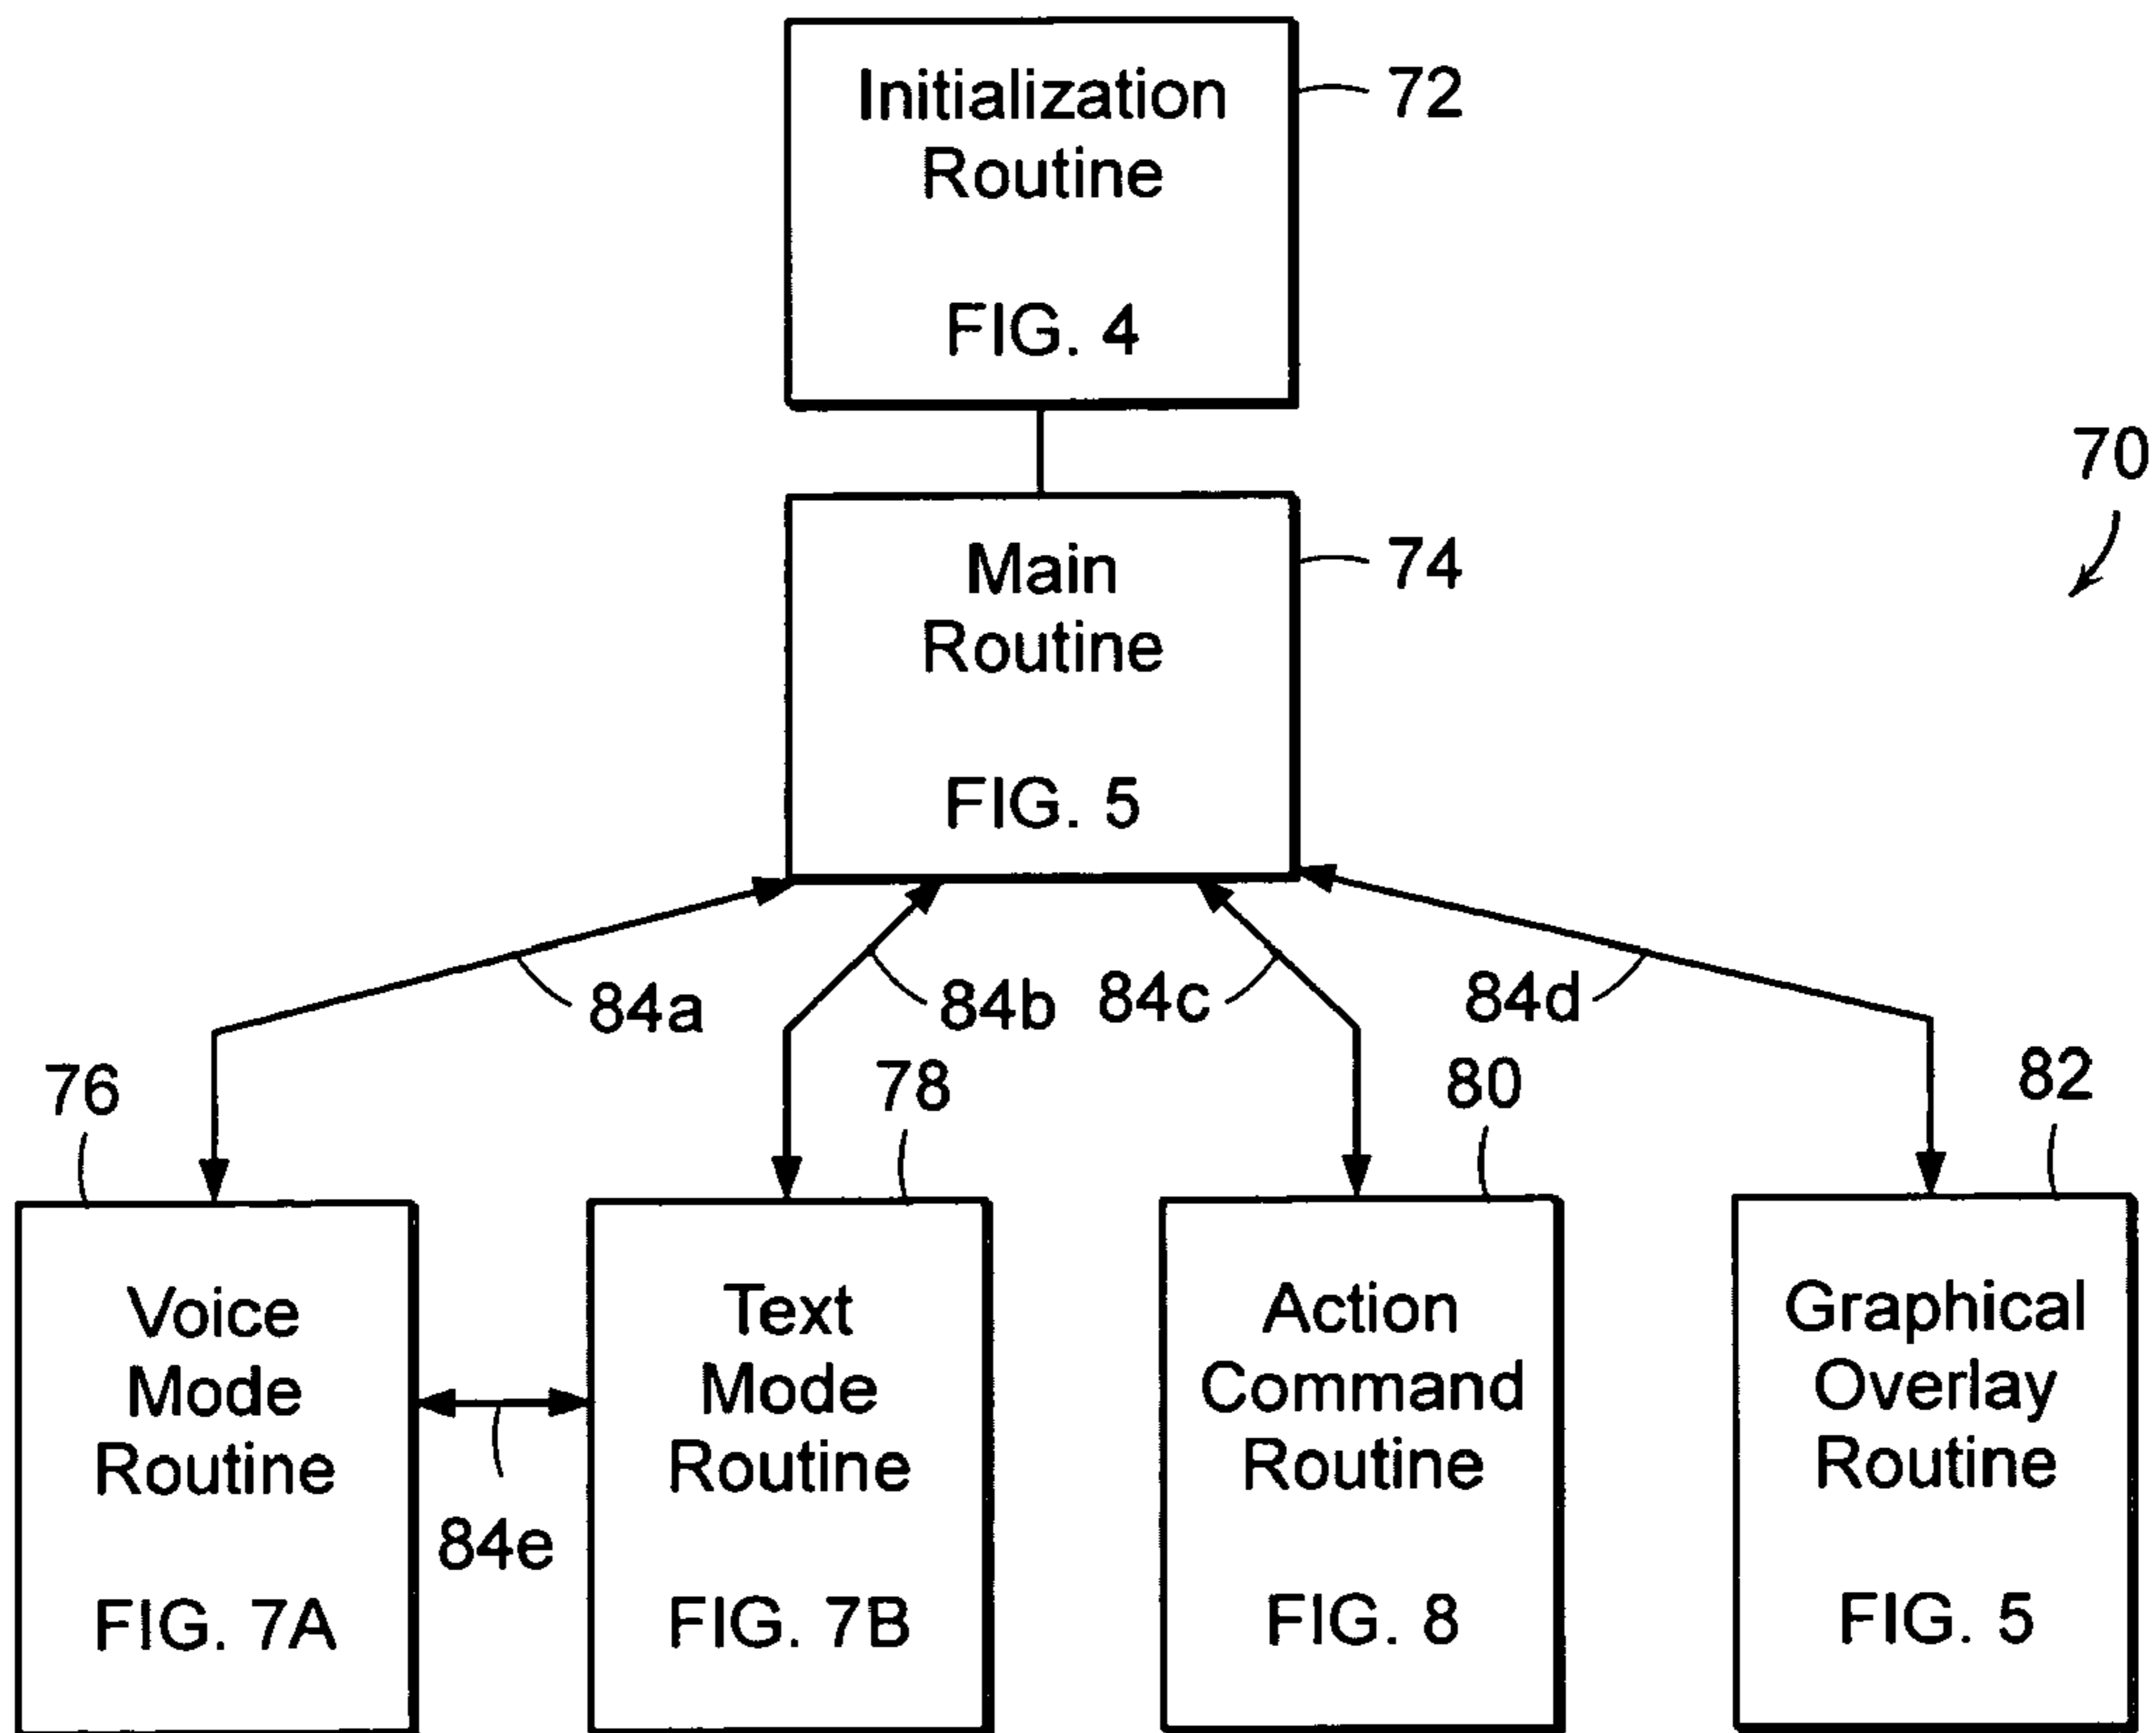 Initialization
Routine
FIG. 4
72
70
Main
Routine
FIG. 5
74
84a
84b
84c
84d
76
78
80
82
Voice
Mode
Routine
FIG. 7A
84e
Text
Mode
Routine
FIG. 7B
Action
Command
Routine
FIG. 8
Graphical
Overlay
Routine
FIG. 5